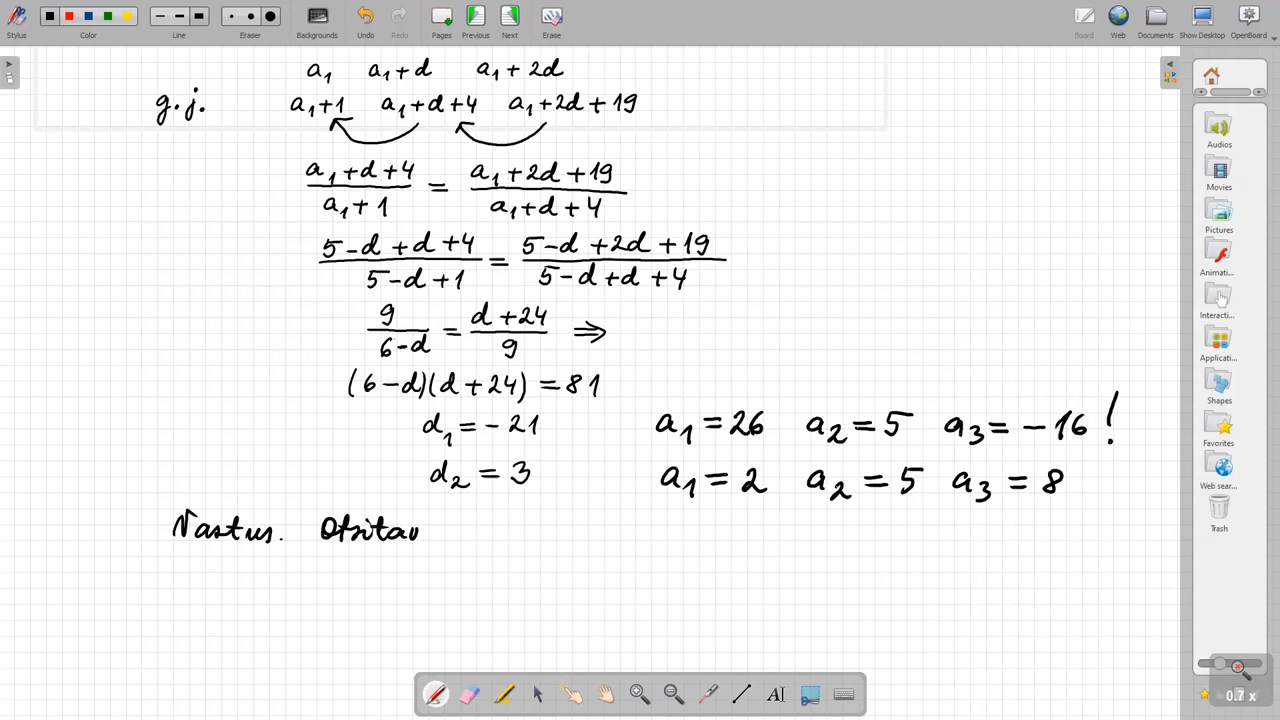 Stylus Color Line Eraser Backgrounds Undo Redo Pages Previous Next Erase Board Web Documents Show Desktop OpenBoard
a₁ a₁+d a₁+2d
g.j. a₁+1 a₁+d+4 a₁+2d+19
(a₁+d+4)/(a₁+1) = (a₁+2d+19)/(a₁+d+4)
(5-d+d+4)/(5-d+1) = (5-d+2d+19)/(5-d+d+4)
9/(6-d) = (d+24)/9 ⇒
(6-d)(d+24) = 81
d₁ = -21 a₁ = 26 a₂ = 5 a₃ = -16 !
d₂ = 3 a₁ = 2 a₂ = 5 a₃ = 8
Vastus. Otsitav
Audios
Movies
Pictures
Animati...
Interacti...
Applicati...
Shapes
Favorites
Web sear...
Trash
0.7 x